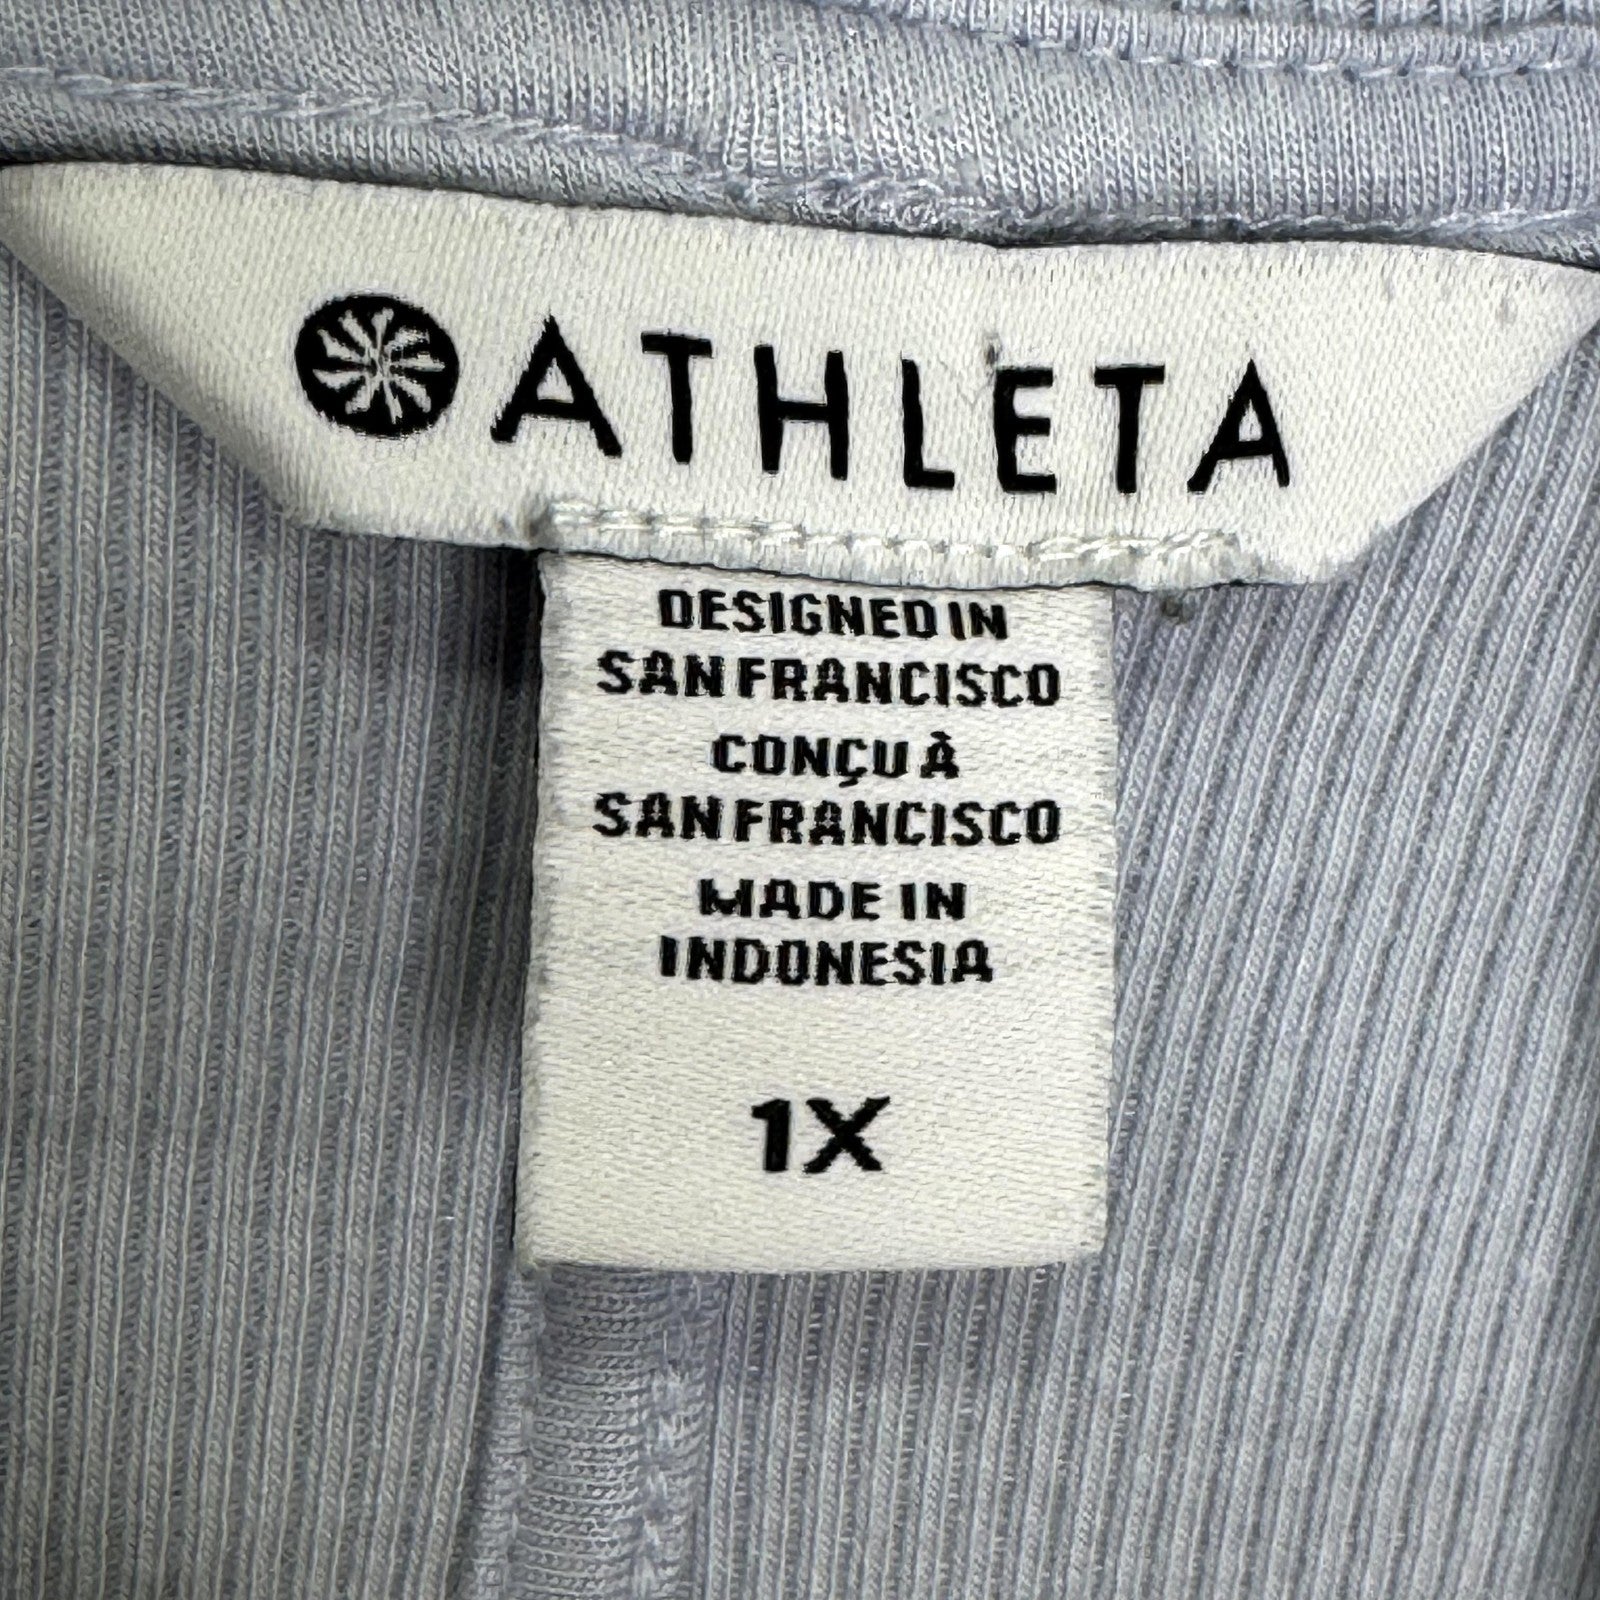 ATHLETA
DESIGNED IN
SAN FRANCISCO
CONÇU À
SAN FRANCISCO
MADE IN
INDONESIA
1X